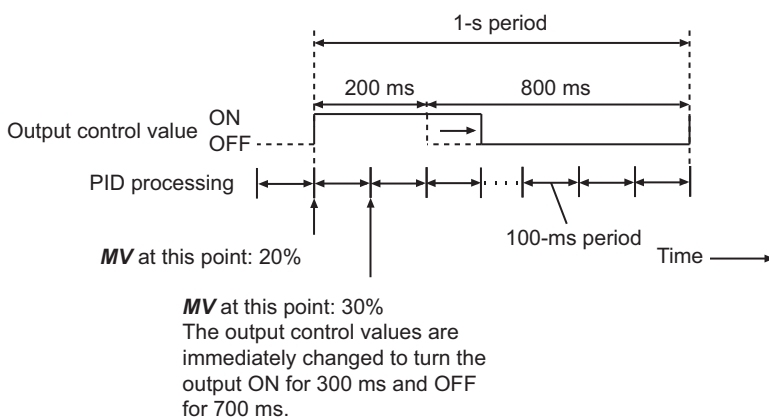 1-s period
200 ms
800 ms
Output control value
ON
OFF
PID processing
100-ms period
Time
MV at this point: 20%
MV at this point: 30%
The output control values are
immediately changed to turn the
output ON for 300 ms and OFF
for 700 ms.